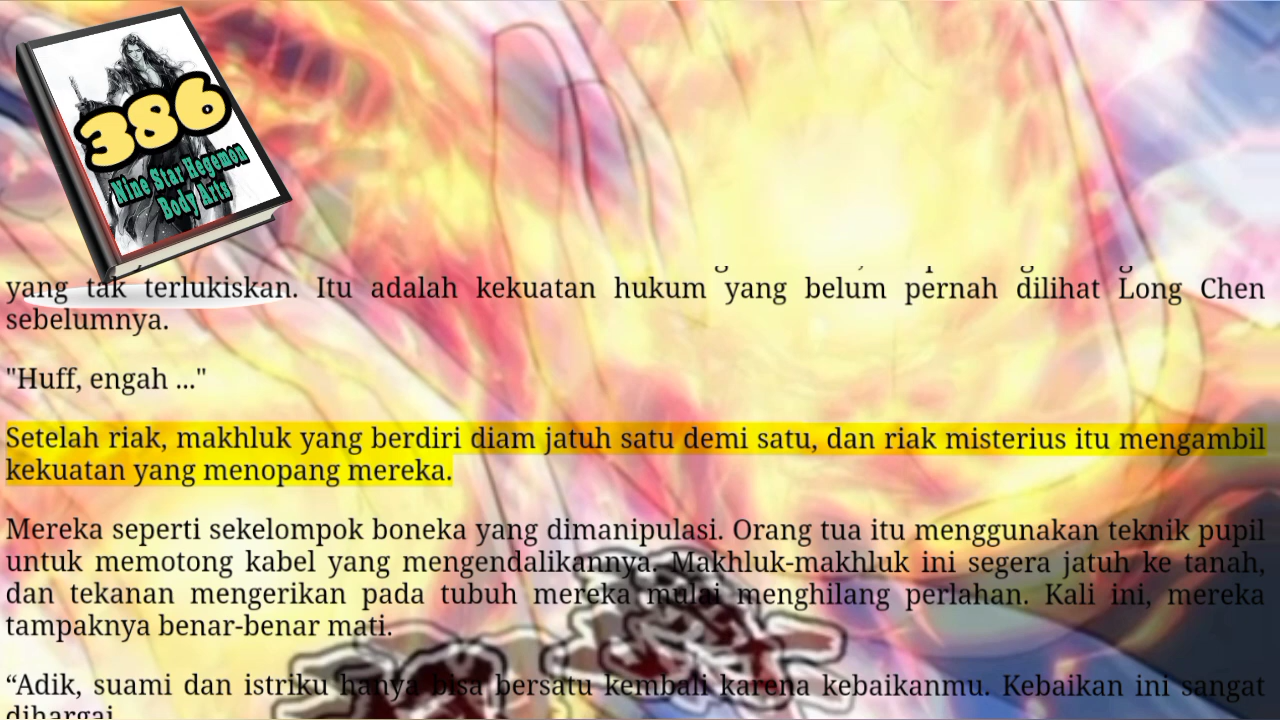 386
Nine Star Hegemon
Body Arts
yang tak terlukiskan. Itu adalah kekuatan hukum yang belum pernah dilihat Long Chen
sebelumnya.
"Huff, engah ..."
Setelah riak, makhluk yang berdiri diam jatuh satu demi satu, dan riak misterius itu mengambil
kekuatan yang menopang mereka.
Mereka seperti sekelompok boneka yang dimanipulasi. Orang tua itu menggunakan teknik pupil
untuk memotong kabel yang mengendalikannya. Makhluk-makhluk ini segera jatuh ke tanah,
dan tekanan mengerikan pada tubuh mereka mulai menghilang perlahan. Kali ini, mereka
tampaknya benar-benar mati.
“Adik, suami dan istriku hanya bisa bersatu kembali karena kebaikanmu. Kebaikan ini sangat
dihargai